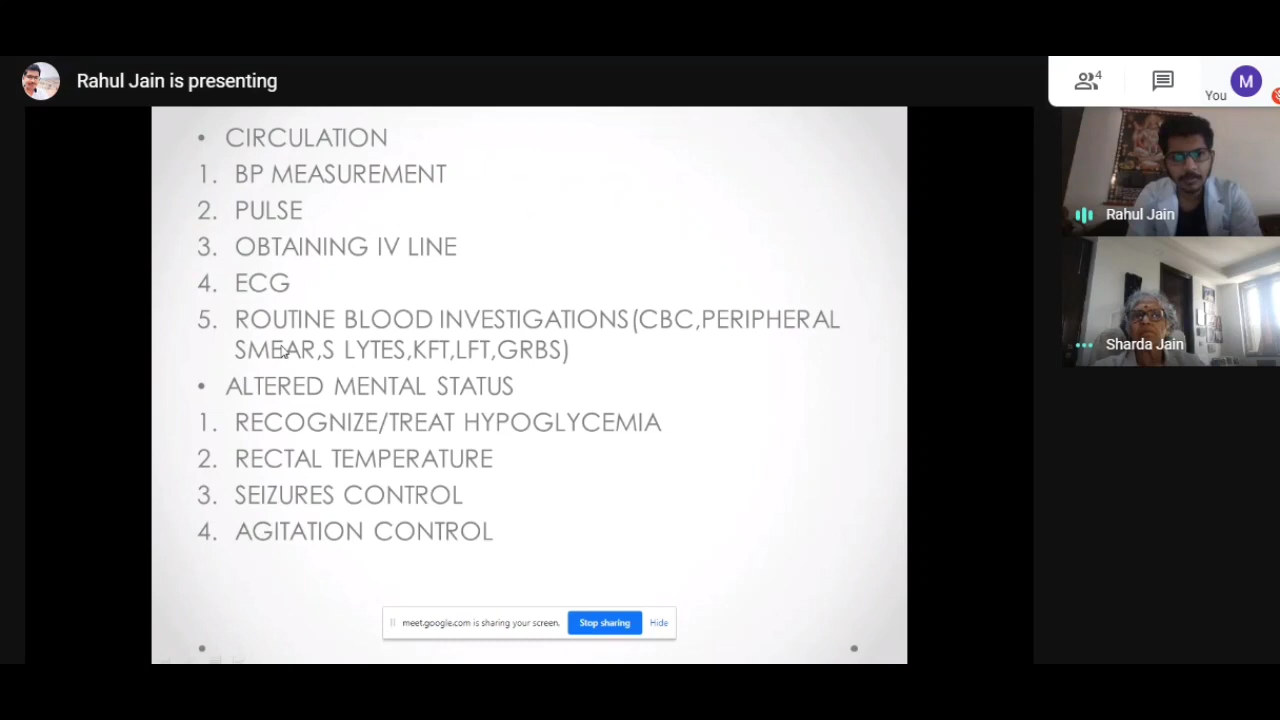 Rahul Jain is presenting
4
You
M
• CIRCULATION
1. BP MEASUREMENT
2. PULSE
3. OBTAINING IV LINE
4. ECG
5. ROUTINE BLOOD INVESTIGATIONS(CBC,PERIPHERAL
SMEAR,S LYTES,KFT,LFT,GRBS)
• ALTERED MENTAL STATUS
1. RECOGNIZE/TREAT HYPOGLYCEMIA
2. RECTAL TEMPERATURE
3. SEIZURES CONTROL
4. AGITATION CONTROL
meet.google.com is sharing your screen. Stop sharing Hide
Rahul Jain
Sharda Jain